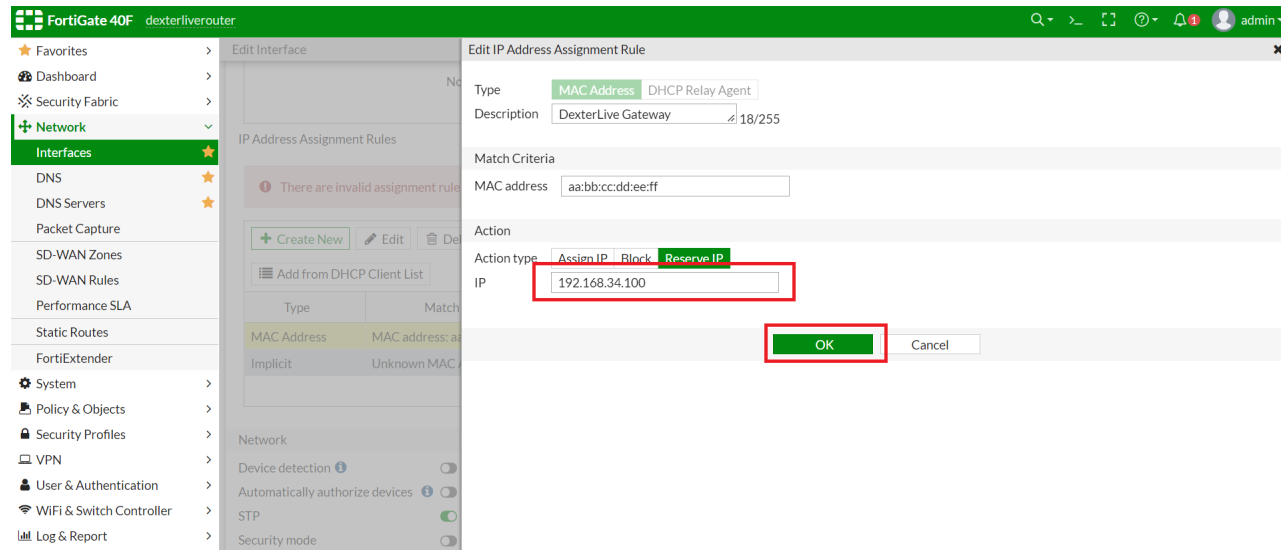 FortiGate 40F dexterliverouter
admin
1
Favorites
Dashboard
Security Fabric
Network
Interfaces
DNS
DNS Servers
Packet Capture
SD-WAN Zones
SD-WAN Rules
Performance SLA
Static Routes
FortiExtender
System
Policy & Objects
Security Profiles
VPN
User & Authentication
WiFi & Switch Controller
Log & Report
Edit Interface
No
IP Address Assignment Rules
There are invalid assignment rule
Create New Edit Del
Add from DHCP Client List
Type Match
MAC Address MAC address: aa
Implicit Unknown MAC A
Network
Device detection
Automatically authorize devices
STP
Security mode
Edit IP Address Assignment Rule
Type MAC Address DHCP Relay Agent
Description DexterLive Gateway 18/255
Match Criteria
MAC address aa:bb:cc:dd:ee:ff
Action
Action type Assign IP Block Reserve IP
IP 192.168.34.100
OK Cancel